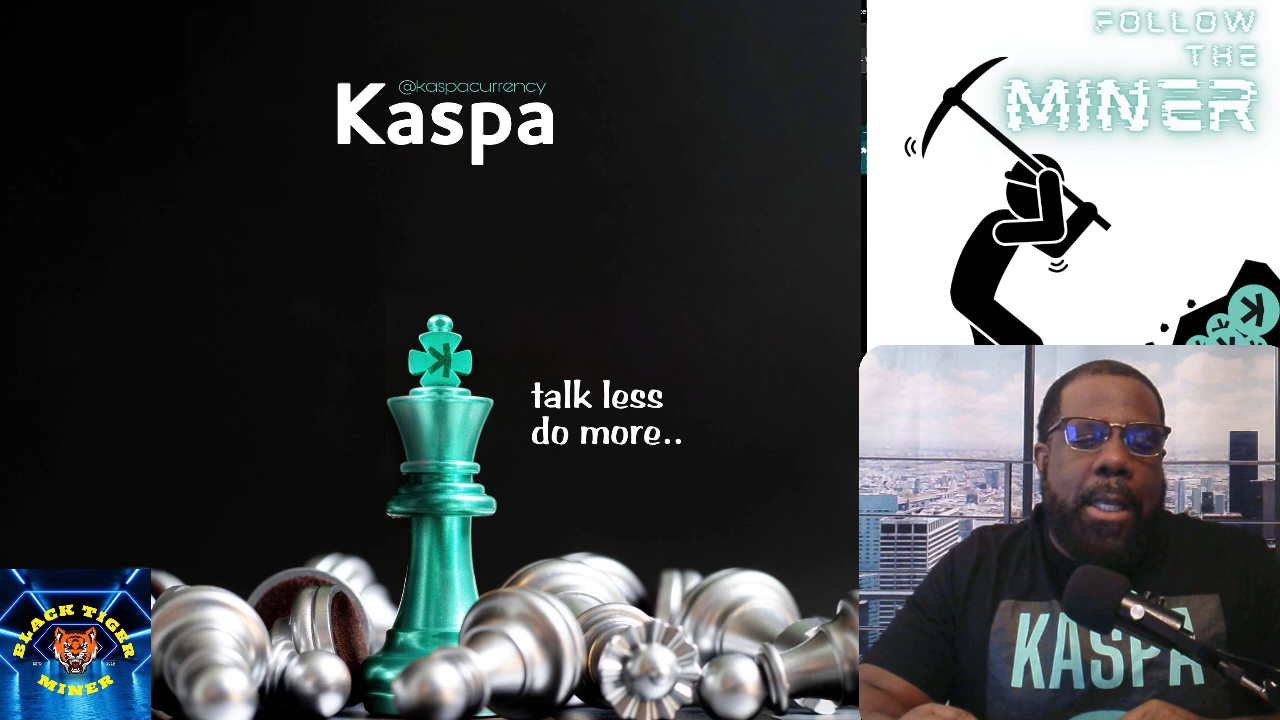 @kaspacurrency
Kaspa
talk less
do more..
BLACK TIGER
MINER
FOLLOW
THE
MINER
KASPA